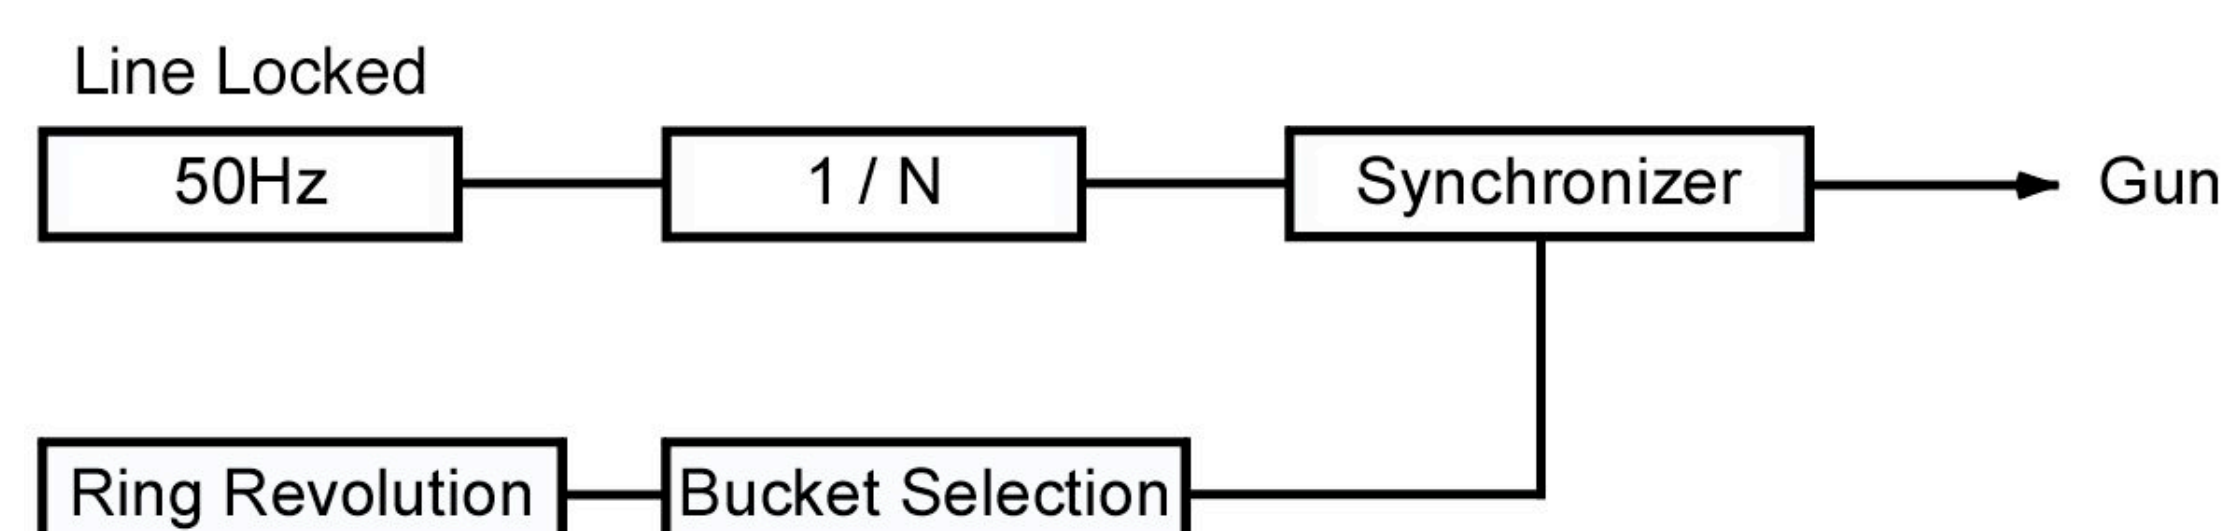 Line Locked
50Hz
1 / N
Synchronizer
Gun
Ring Revolution
Bucket Selection